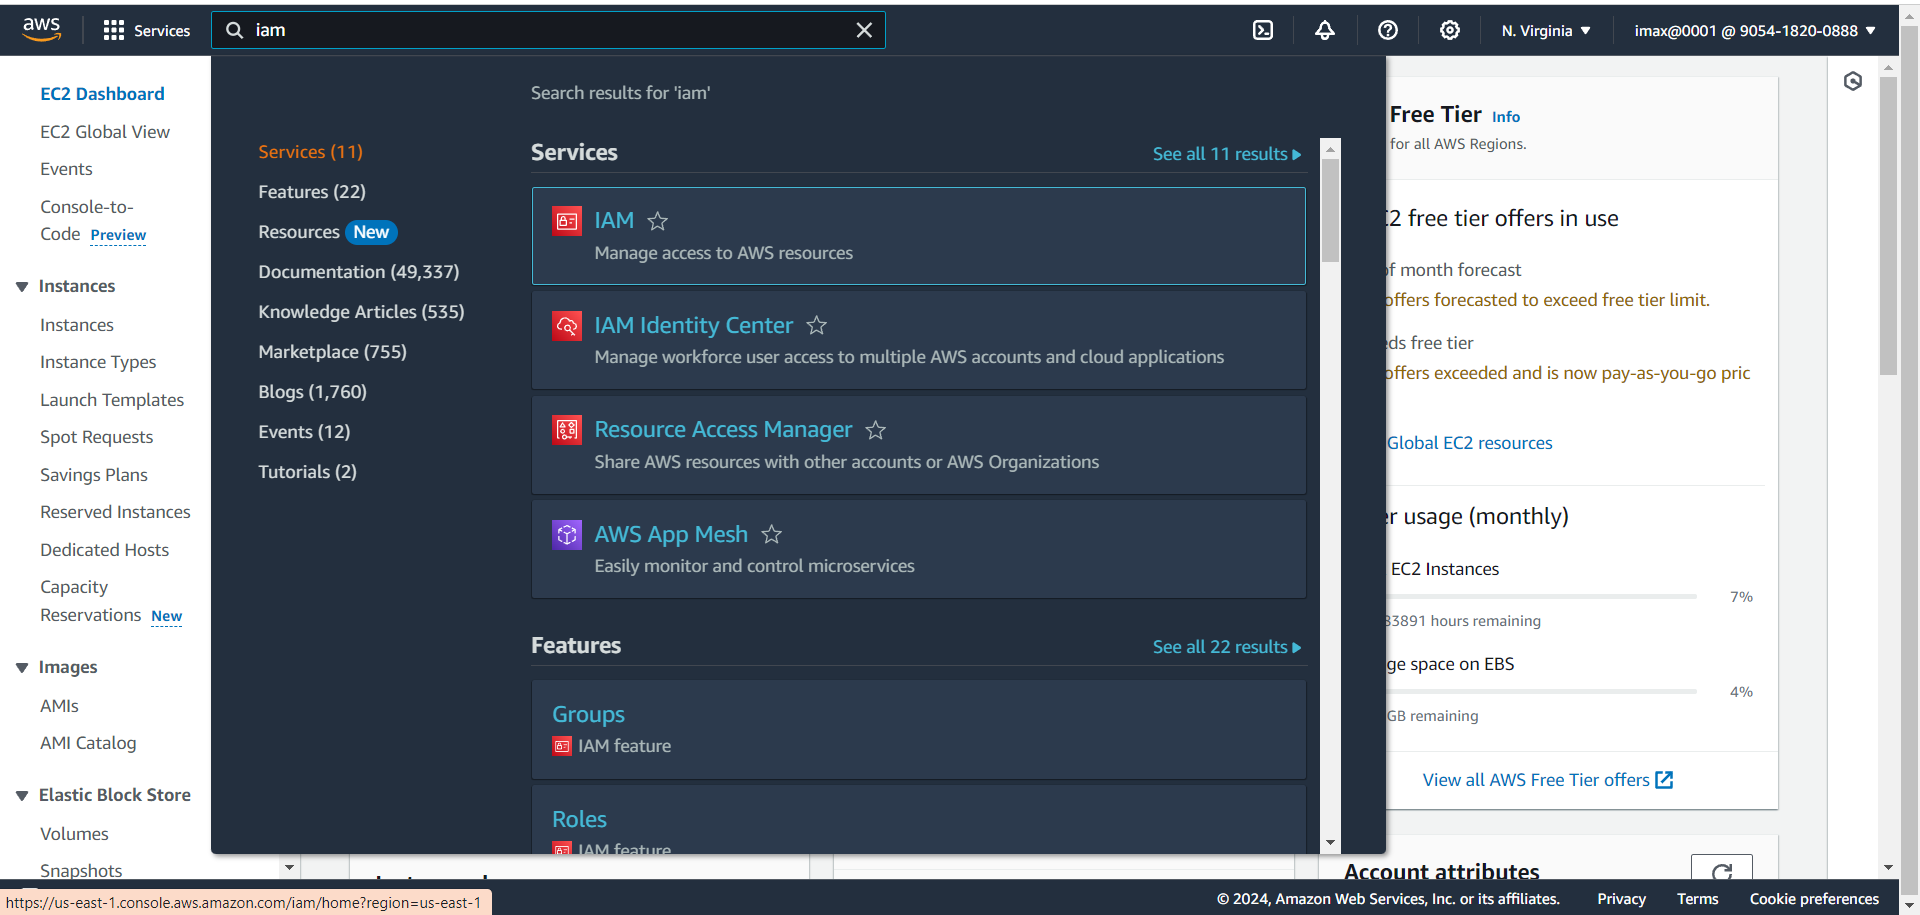 aws
Services
iam
N. Virginia
imax@0001 @ 9054-1820-0888
EC2 Dashboard
EC2 Global View
Events
Console-to-
Code Preview
Instances
Instances
Instance Types
Launch Templates
Spot Requests
Savings Plans
Reserved Instances
Dedicated Hosts
Capacity
Reservations New
Images
AMIs
AMI Catalog
Elastic Block Store
Volumes
Snapshots
Search results for 'iam'
Services (11)
Features (22)
Resources New
Documentation (49,337)
Knowledge Articles (535)
Marketplace (755)
Blogs (1,760)
Events (12)
Tutorials (2)
Services
See all 11 results
IAM
Manage access to AWS resources
IAM Identity Center
Manage workforce user access to multiple AWS accounts and cloud applications
Resource Access Manager
Share AWS resources with other accounts or AWS Organizations
AWS App Mesh
Easily monitor and control microservices
Features
See all 22 results
Groups
IAM feature
Roles
IAM feature
Free Tier Info
for all AWS Regions.
C2 free tier offers in use
of month forecast
offers forecasted to exceed free tier limit.
eds free tier
offers exceeded and is now pay-as-you-go pric
Global EC2 resources
er usage (monthly)
EC2 Instances
7%
83891 hours remaining
ge space on EBS
4%
GB remaining
View all AWS Free Tier offers
Account attributes
https://us-east-1.console.aws.amazon.com/iam/home?region=us-east-1
© 2024, Amazon Web Services, Inc. or its affiliates.
Privacy
Terms
Cookie preferences